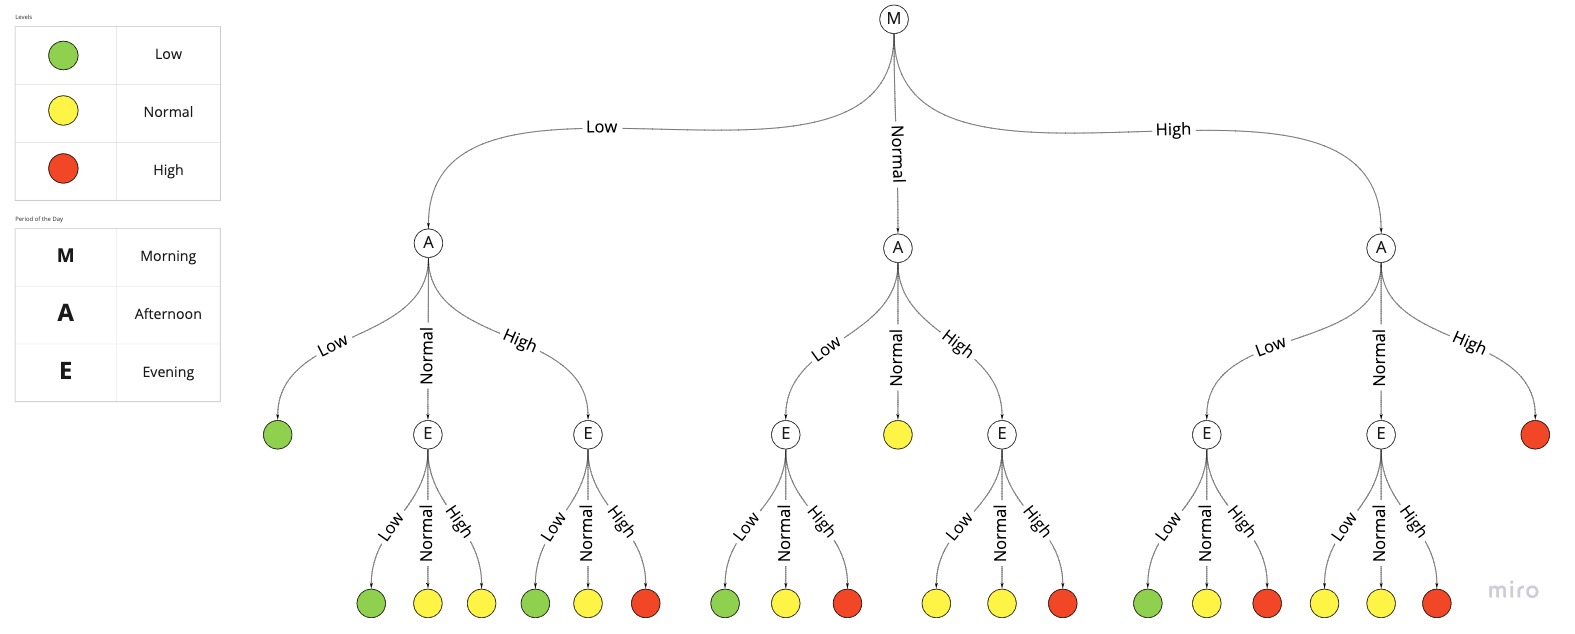 Levels
Low
Normal
High
Period of the Day
M Morning
A Afternoon
E Evening
M
Low Normal High
A A A
Low Normal High Low Normal High Low Normal High
E E E E E E
Low Normal High Low Normal High Low Normal High Low Normal High Low Normal High Low Normal High
miro